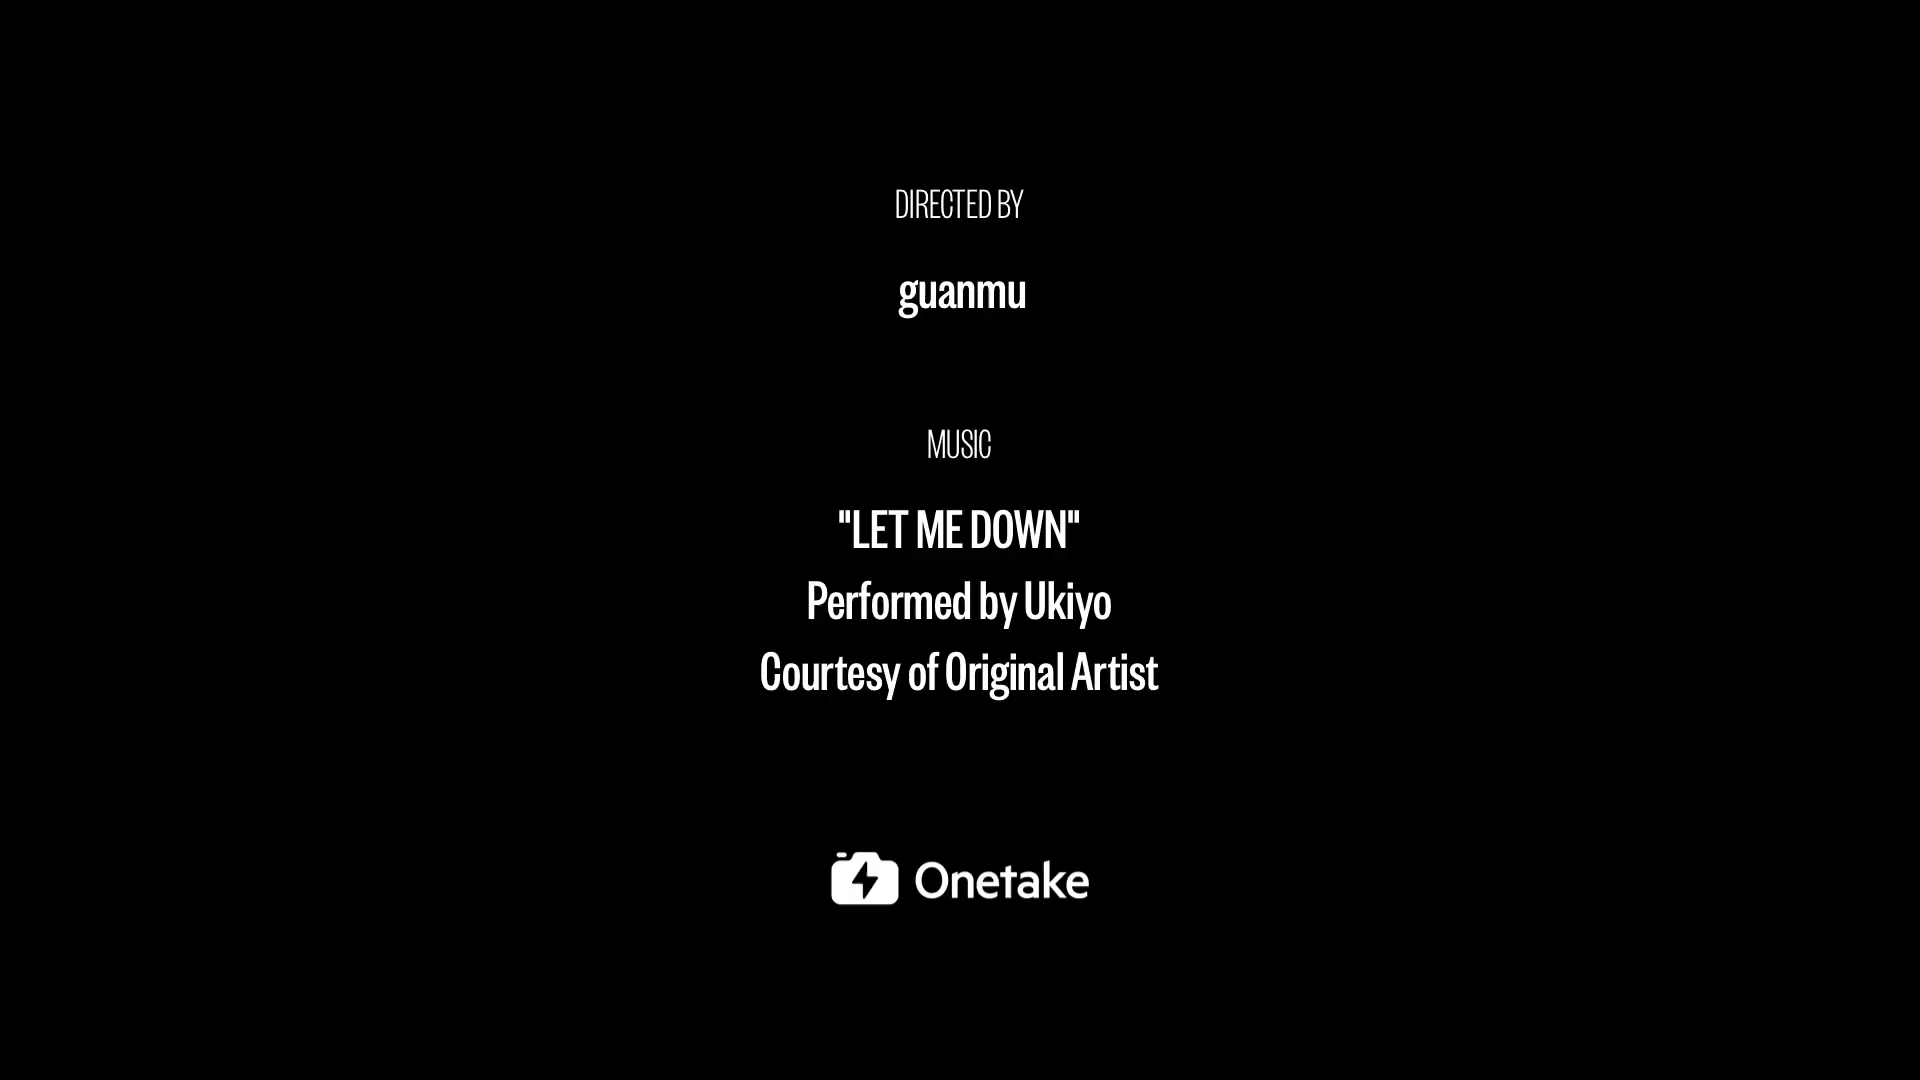 DIRECTED BY
guanmu
MUSIC
"LET ME DOWN"
Performed by Ukiyo
Courtesy of Original Artist
Onetake